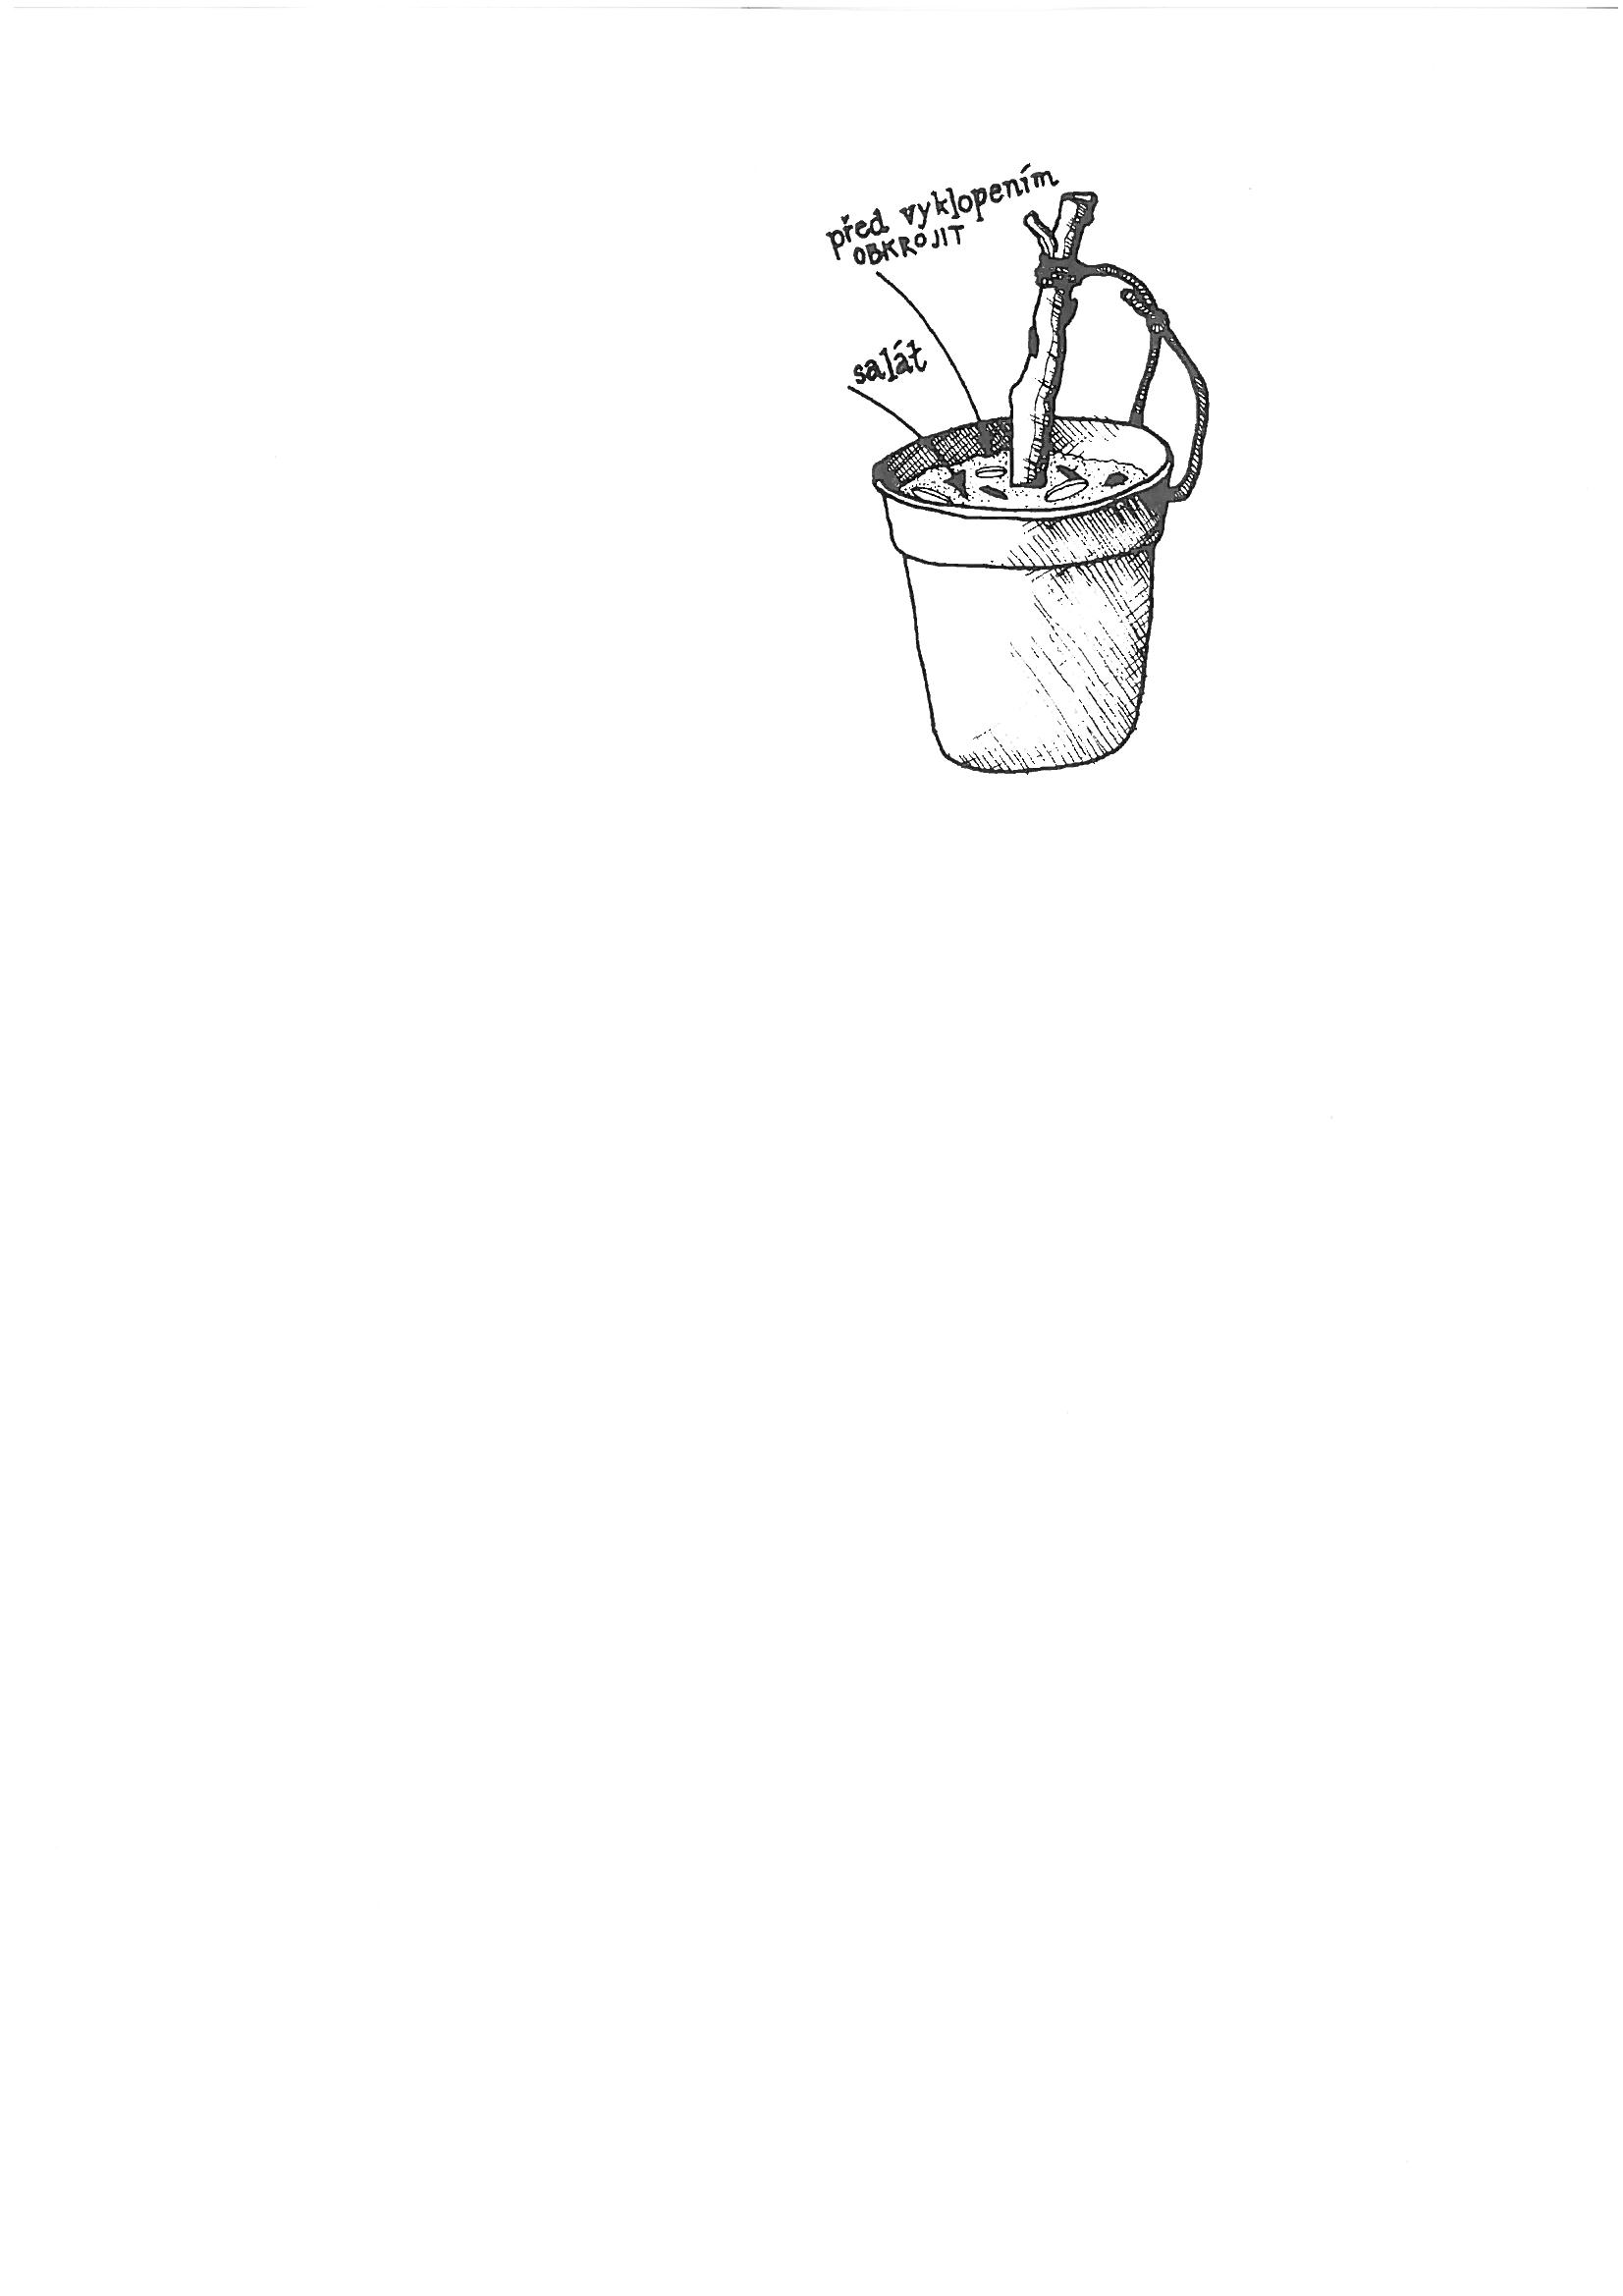 před vyklopením
OBKROJIT
salát